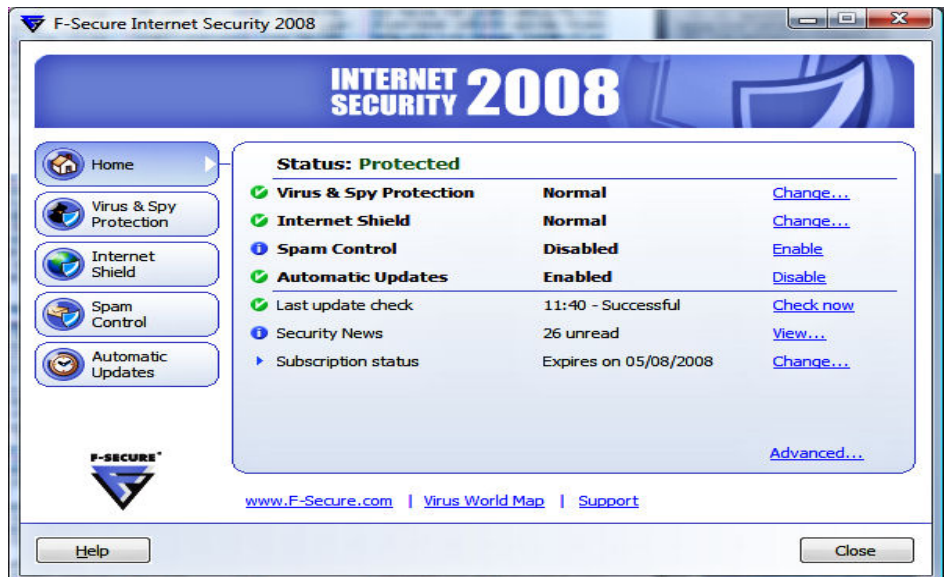 F-Secure Internet Security 2008
INTERNET
SECURITY 2008
Home
Virus & Spy
Protection
Internet
Shield
Spam
Control
Automatic
Updates
F-SECURE
Status: Protected
Virus & Spy Protection Normal Change...
Internet Shield Normal Change...
Spam Control Disabled Enable
Automatic Updates Enabled Disable
Last update check 11:40 - Successful Check now
Security News 26 unread View...
Subscription status Expires on 05/08/2008 Change...
Advanced...
www.F-Secure.com | Virus World Map | Support
Help Close